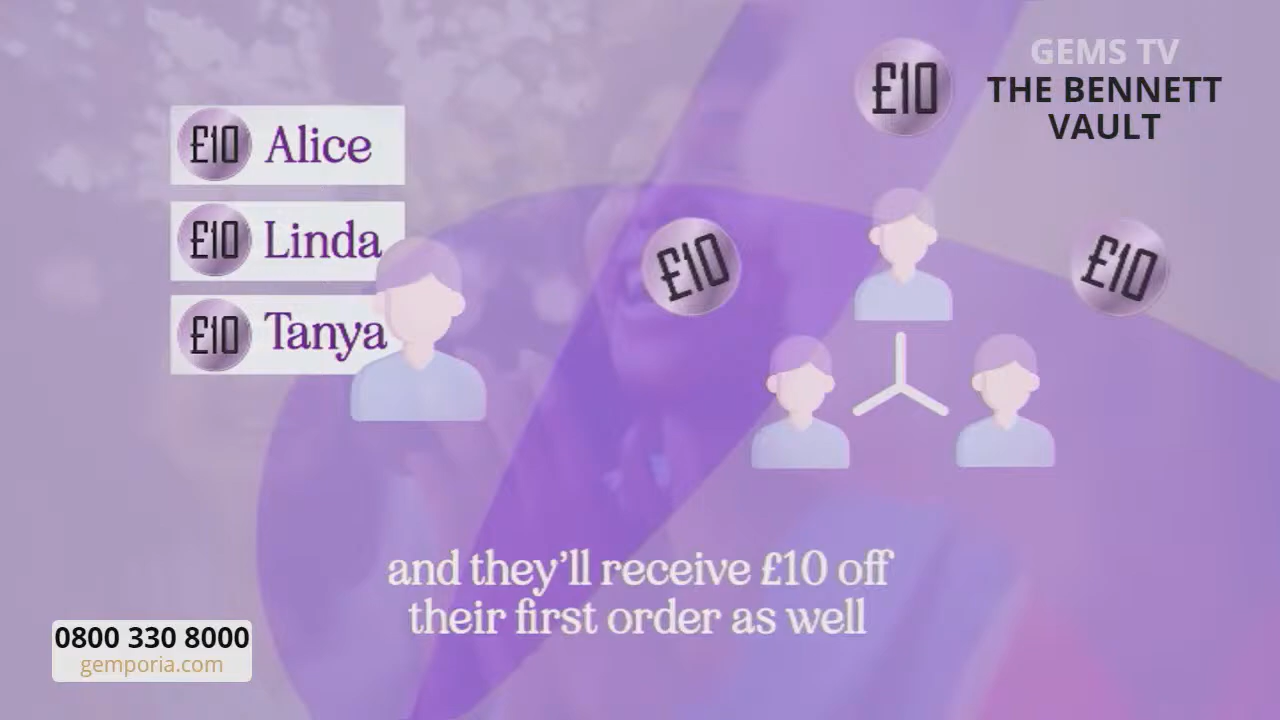 GEMS TV
THE BENNETT
VAULT
£10
£10 Alice
£10 Linda
£10 Tanya
£10
£10
and they'll receive £10 off
their first order as well
0800 330 8000
gemporia.com